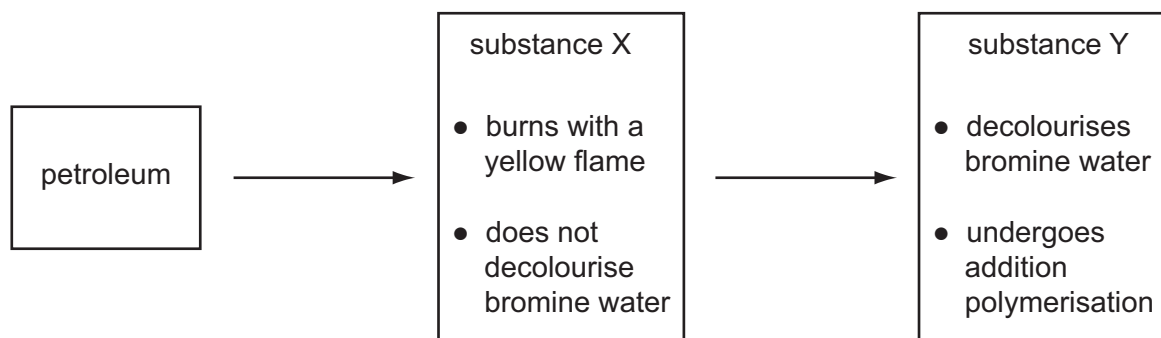 petroleum
substance X
● burns with a
yellow flame
● does not
decolourise
bromine water
substance Y
● decolourises
bromine water
● undergoes
addition
polymerisation